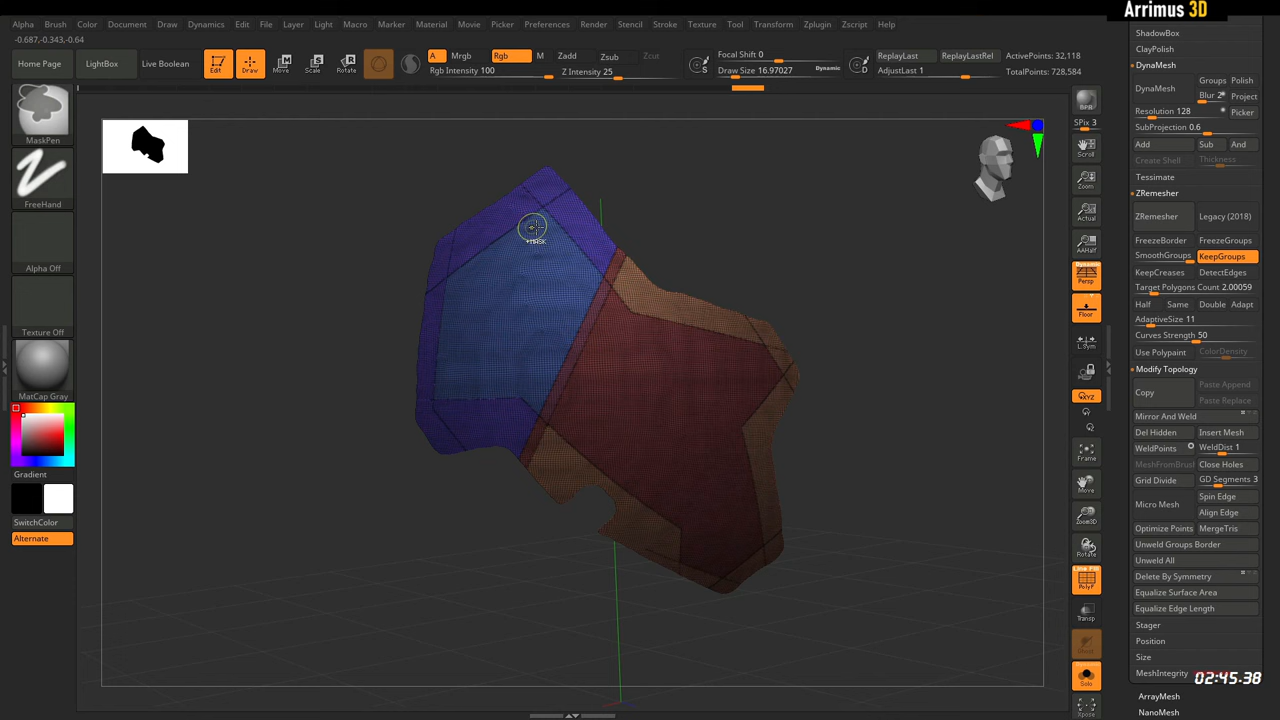 Arrimus 3D
Alpha Brush Color Document Draw Dynamics Edit File Layer Light Macro Marker Material Movie Picker Preferences Render Stencil Stroke Texture Tool Transform Zplugin Zscript Help
-0.687,-0.343,-0.64
Home Page
LightBox
Live Boolean
Edit
Draw
Move
Scale
Rotate
A
Mrgb
Rgb
M
Zadd
Zsub
Zcut
Rgb Intensity 100
Z Intensity 25
S
Focal Shift 0
Draw Size 16.97027
Dynamic
D
ReplayLast
ReplayLastRel
AdjustLast 1
ActivePoints: 32,118
TotalPoints: 728,584
MaskPen
FreeHand
Alpha Off
Texture Off
MatCap Gray
Gradient
SwitchColor
Alternate
+MASK
BPR
SPix 3
Scroll
Zoom
Actual
AAHalf
Dynamic
Persp
Floor
L.Sym
XYZ
Frame
Move
Zoom3D
Rotate
Line Fill
PolyF
Transp
Solo
Xpose
ShadowBox
ClayPolish
DynaMesh
DynaMesh
Groups
Polish
Blur 2
Project
Resolution 128
Picker
SubProjection 0.6
Add
Sub
And
Create Shell
Thickness
Tessimate
ZRemesher
ZRemesher
Legacy (2018)
FreezeBorder
FreezeGroups
SmoothGroups
KeepGroups
KeepCreases
DetectEdges
Target Polygons Count 2.00059
Half
Same
Double
Adapt
AdaptiveSize 11
Curves Strength 50
Use Polypaint
ColorDensity
Modify Topology
Copy
Paste Append
Paste Replace
Mirror And Weld
Del Hidden
Insert Mesh
WeldPoints
WeldDist 1
MeshFromBrush
Close Holes
Grid Divide
GD Segments 3
Micro Mesh
Spin Edge
Align Edge
Optimize Points
MergeTris
Unweld Groups Border
Unweld All
Delete By Symmetry
Equalize Surface Area
Equalize Edge Length
Stager
Position
Size
MeshIntegrity
02:45.38
ArrayMesh
NanoMesh